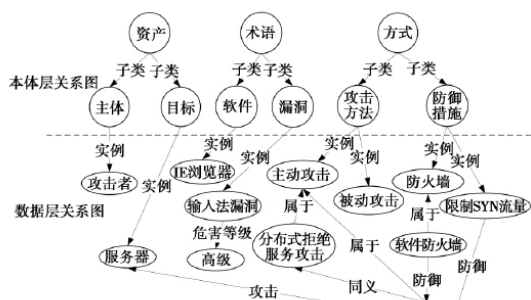 资产 术语 方式
子类 子类 子类 子类 子类 子类
本体层关系图
主体 目标 软件 漏洞 攻击方法 防御措施
实例 实例 实例 实例 实例 实例 实例 实例
攻击者 IE浏览器 主动攻击 防火墙
数据层关系图 输入法漏洞 被动攻击 限制SYN流量
危害等级 属于 属于
服务器 高级 分布式拒绝服务攻击 属于 软件防火墙
防御 防御
攻击 同义